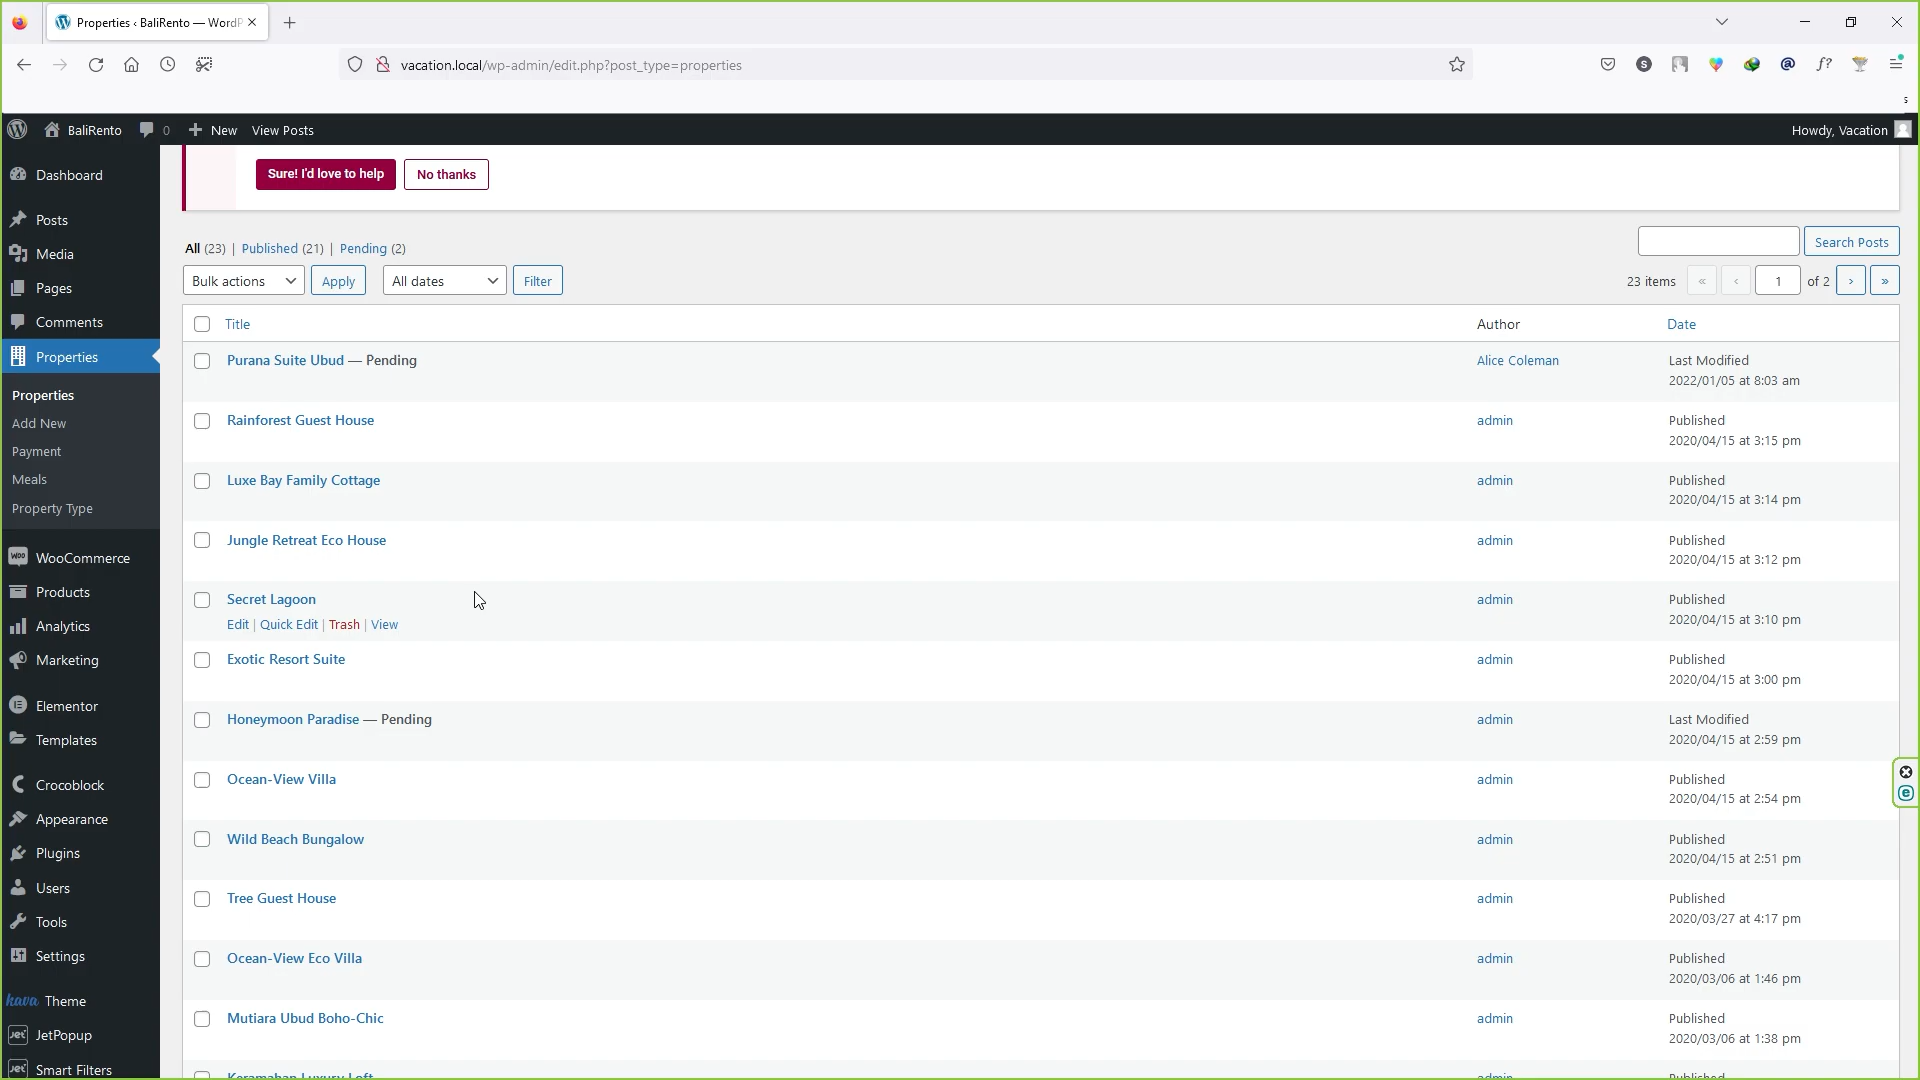 Properties ‹ BaliRento — WordP
vacation.local/wp-admin/edit.php?post_type=properties
BaliRento 0 New View Posts Howdy, Vacation
Dashboard
Posts
Media
Pages
Comments
Properties
Properties
Add New
Payment
Meals
Property Type
WooCommerce
Products
Analytics
Marketing
Elementor
Templates
Crocoblock
Appearance
Plugins
Users
Tools
Settings
kava Theme
JetPopup
Smart Filters
Sure! I'd love to help No thanks
All (23) | Published (21) | Pending (2)
Search Posts
Bulk actions Apply All dates Filter 23 items « ‹ 1 of 2 › »
Title Author Date
Purana Suite Ubud — Pending Alice Coleman Last Modified
2022/01/05 at 8:03 am
Rainforest Guest House admin Published
2020/04/15 at 3:15 pm
Luxe Bay Family Cottage admin Published
2020/04/15 at 3:14 pm
Jungle Retreat Eco House admin Published
2020/04/15 at 3:12 pm
Secret Lagoon admin Published
Edit | Quick Edit | Trash | View 2020/04/15 at 3:10 pm
Exotic Resort Suite admin Published
2020/04/15 at 3:00 pm
Honeymoon Paradise — Pending admin Last Modified
2020/04/15 at 2:59 pm
Ocean-View Villa admin Published
2020/04/15 at 2:54 pm
Wild Beach Bungalow admin Published
2020/04/15 at 2:51 pm
Tree Guest House admin Published
2020/03/27 at 4:17 pm
Ocean-View Eco Villa admin Published
2020/03/06 at 1:46 pm
Mutiara Ubud Boho-Chic admin Published
2020/03/06 at 1:38 pm